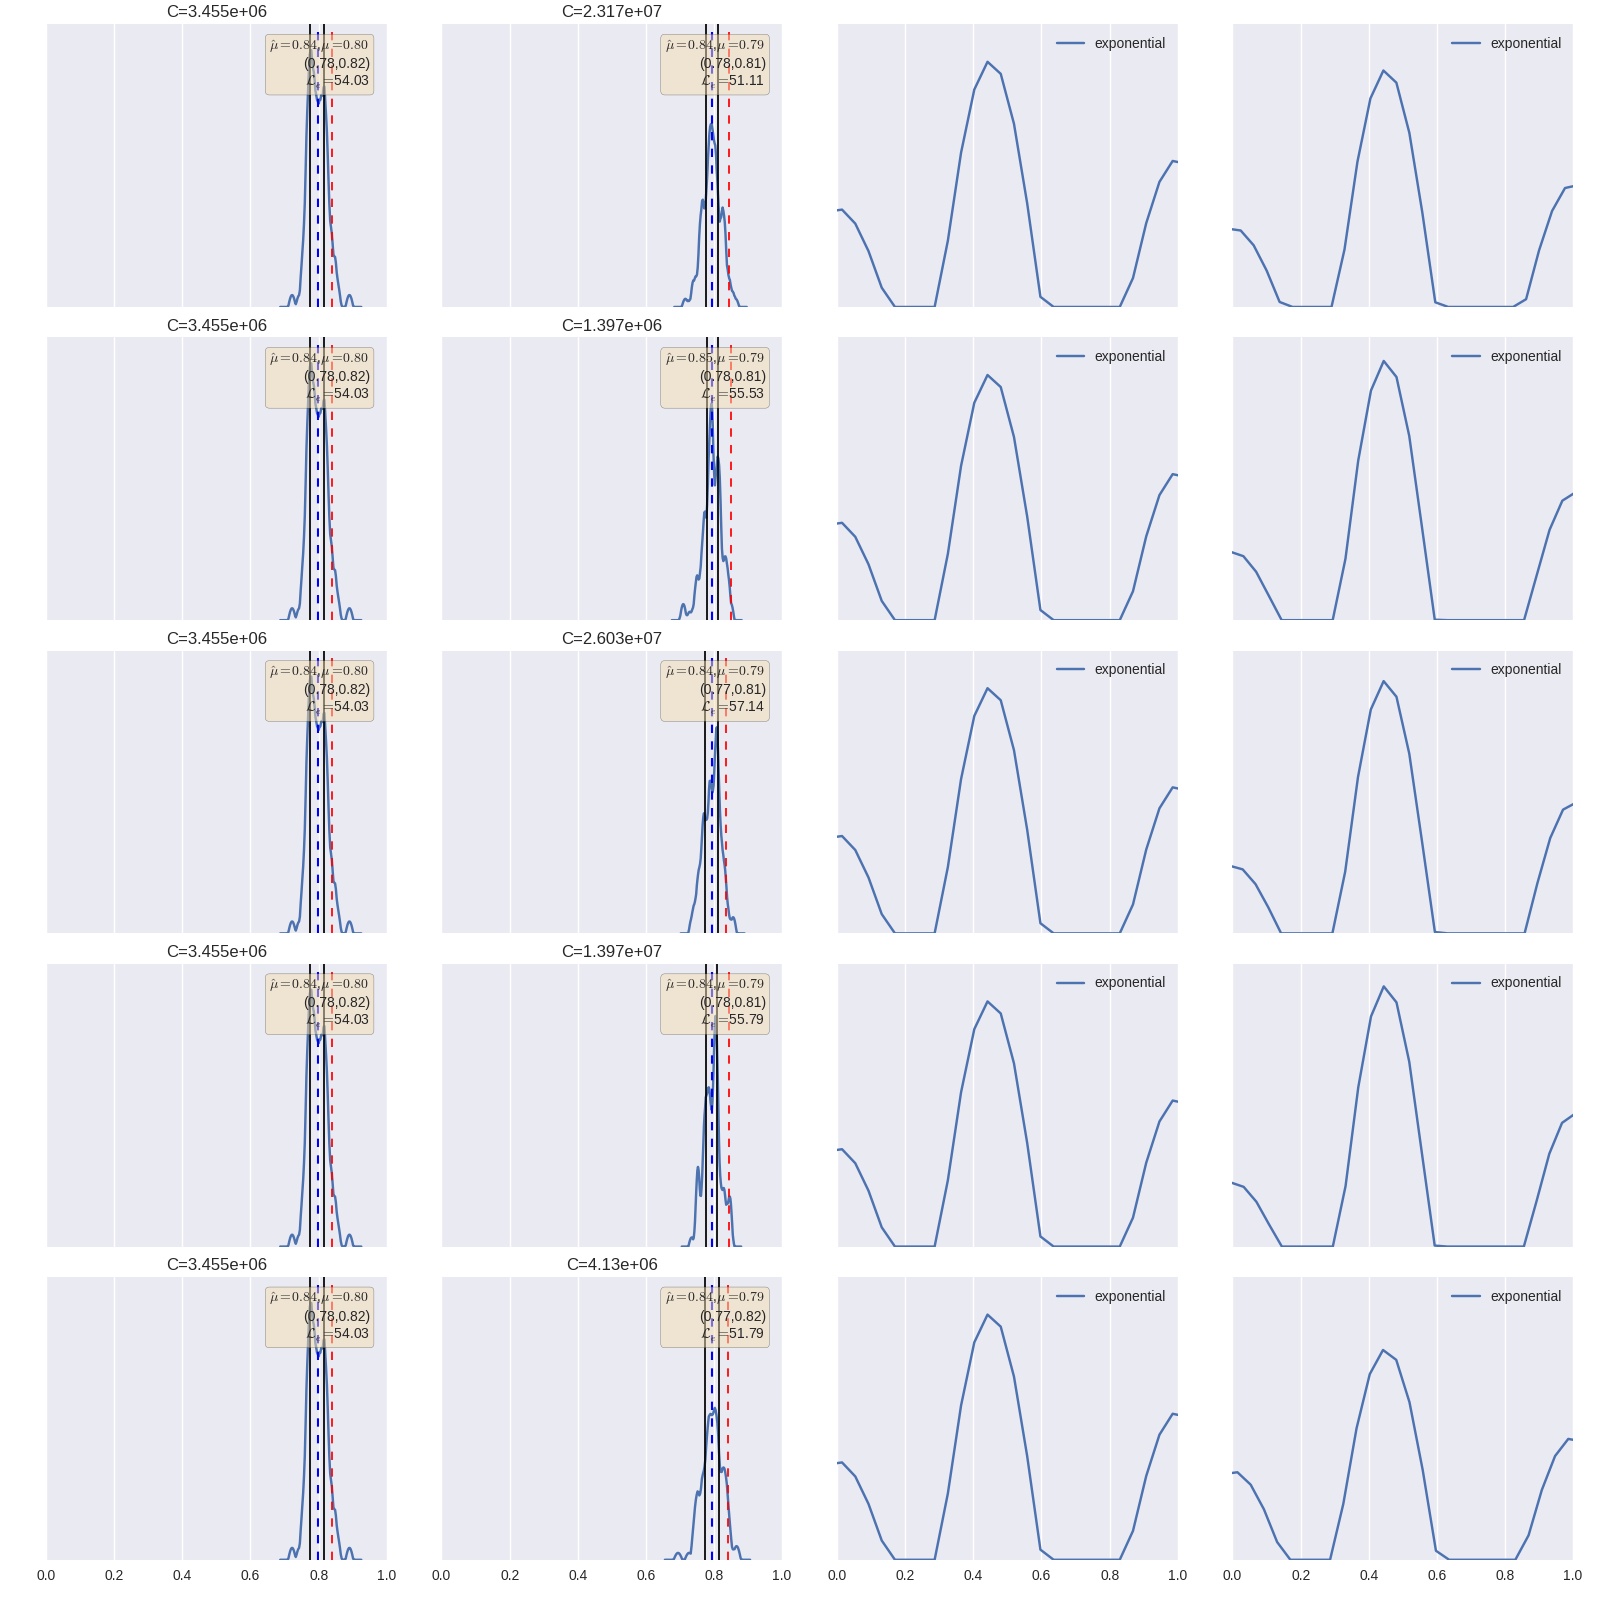 C=3.455e+06
C=2.317e+07
μ̂=0.84,μ=0.80
(0.78,0.82)
=54.03
μ̂=0.84,μ=0.79
(0.78,0.81)
=51.11
exponential
exponential
C=3.455e+06
C=1.397e+06
μ̂=0.84,μ=0.80
(0.78,0.82)
=54.03
μ̂=0.85,μ=0.79
(0.78,0.81)
=55.53
exponential
exponential
C=3.455e+06
C=2.603e+07
μ̂=0.84,μ=0.80
(0.78,0.82)
=54.03
μ̂=0.84,μ=0.79
(0.77,0.81)
=57.14
exponential
exponential
C=3.455e+06
C=1.397e+07
μ̂=0.84,μ=0.80
(0.78,0.82)
=54.03
μ̂=0.84,μ=0.79
(0.78,0.81)
=55.79
exponential
exponential
C=3.455e+06
C=4.13e+06
μ̂=0.84,μ=0.80
(0.78,0.82)
=54.03
μ̂=0.84,μ=0.79
(0.77,0.82)
=51.79
exponential
exponential
0.0 0.2 0.4 0.6 0.8 1.0
0.0 0.2 0.4 0.6 0.8 1.0
0.0 0.2 0.4 0.6 0.8 1.0
0.0 0.2 0.4 0.6 0.8 1.0